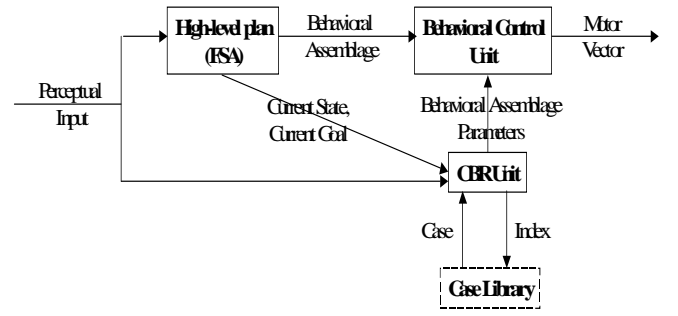 High-level plan
(FSA)
Behavioral
Assemblage
Behavioral Control
Unit
Motor
Vector
Perceptual
Input
Current State,
Current Goal
Behavioral Assemblage
Parameters
CBR Unit
Case
Index
Case Library